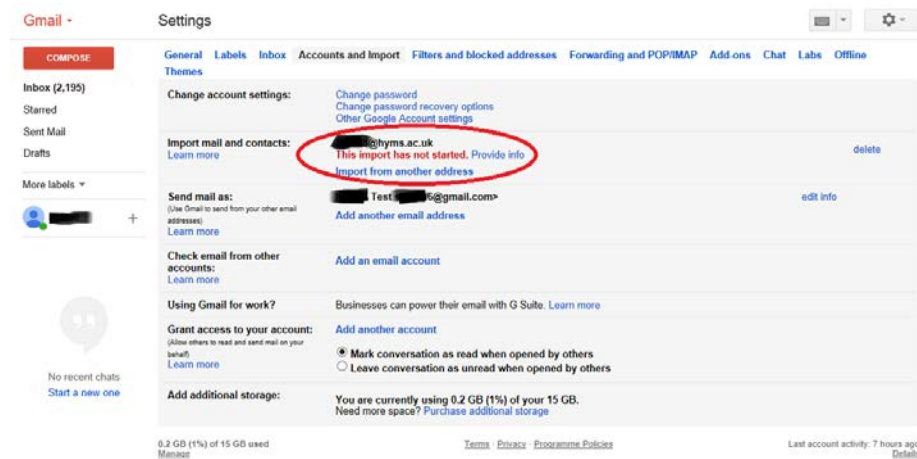 Gmail
Settings
COMPOSE
General Labels Inbox Accounts and Import Filters and blocked addresses Forwarding and POP/IMAP Add-ons Chat Labs Offline
Themes
Inbox (2,195)
Starred
Sent Mail
Drafts
More labels
Change account settings:
Change password
Change password recovery options
Other Google Account settings
Import mail and contacts:
Learn more
@hyms.ac.uk
This import has not started. Provide info
Import from another address
delete
Send mail as:
(Use Gmail to send from your other email
addresses)
Learn more
Test 6@gmail.com>
Add another email address
edit info
Check email from other
accounts:
Learn more
Add an email account
Using Gmail for work?
Businesses can power their email with G Suite. Learn more
Grant access to your account:
(Allow others to read and send mail on your
behalf)
Learn more
Add another account
Mark conversation as read when opened by others
Leave conversation as unread when opened by others
No recent chats
Start a new one
Add additional storage:
You are currently using 0.2 GB (1%) of your 15 GB.
Need more space? Purchase additional storage
0.2 GB (1%) of 15 GB used
Manage
Terms - Privacy - Programme Policies
Last account activity: 7 hours ago
Details